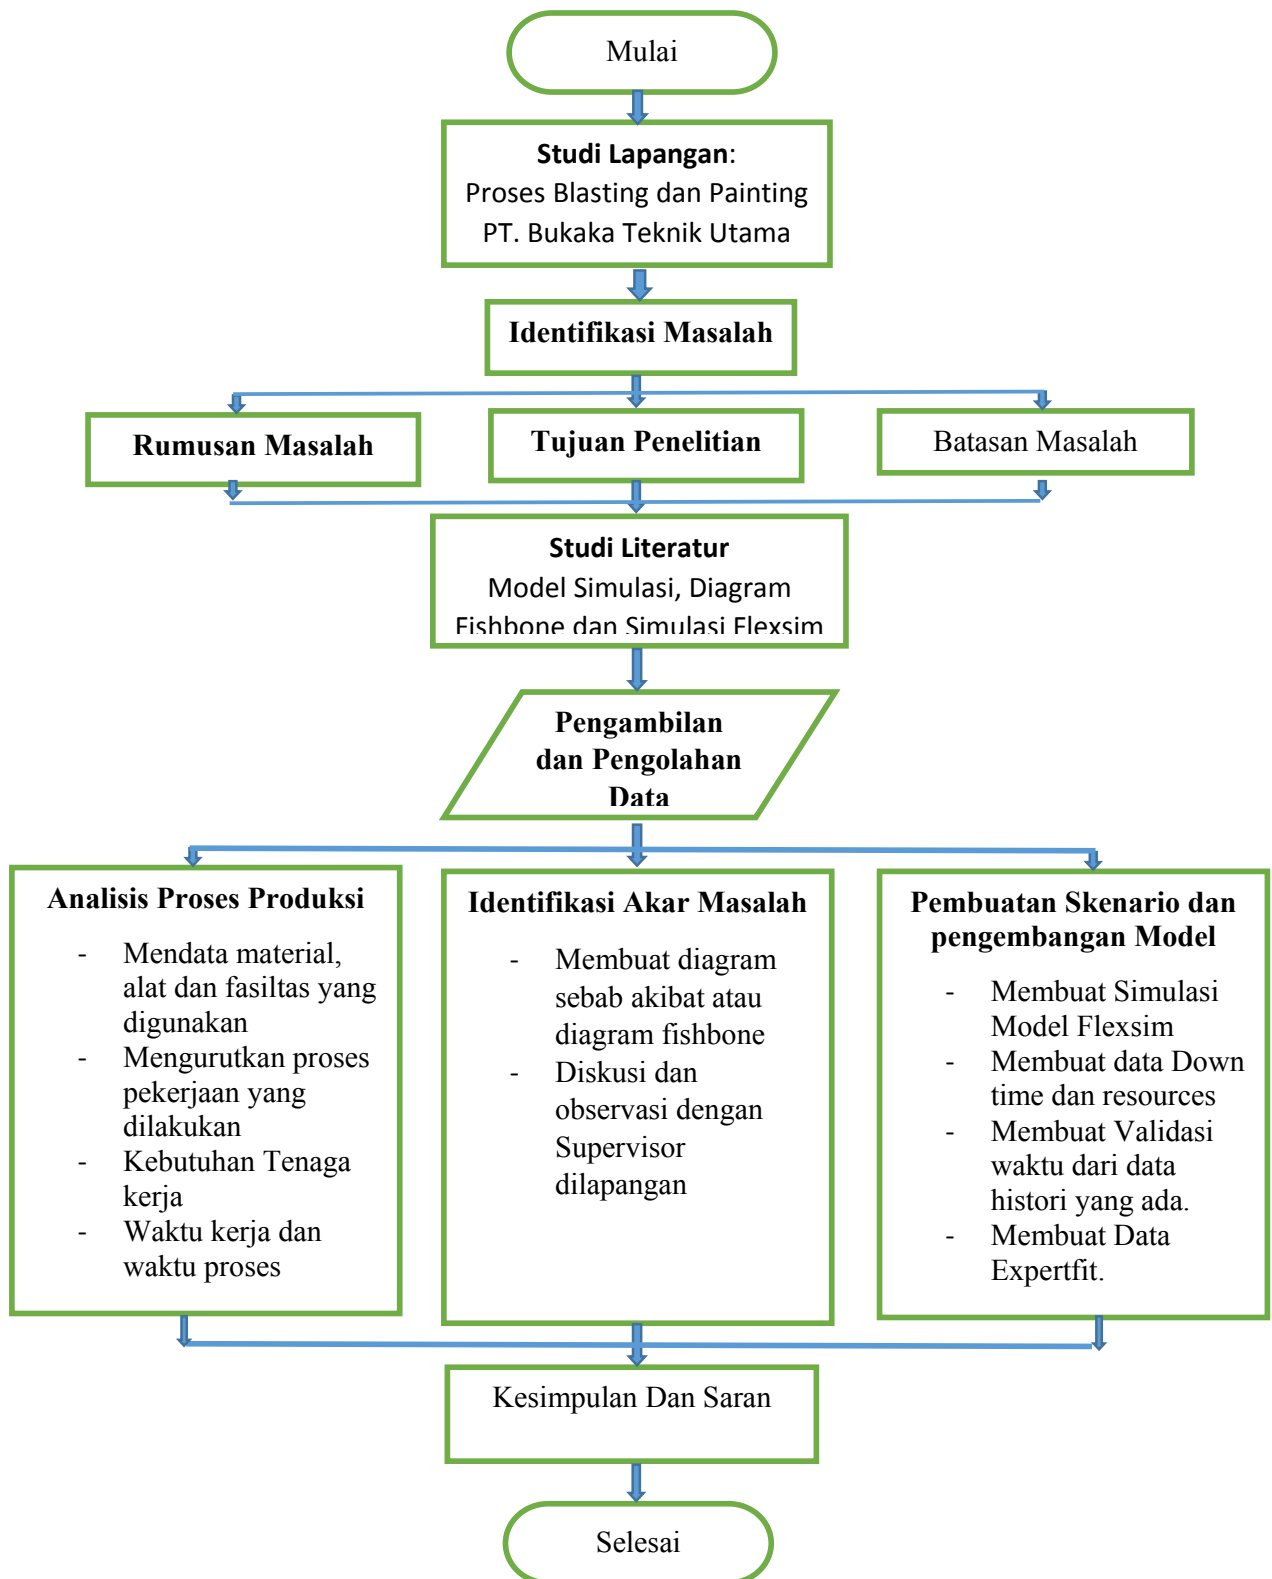 Mulai
Studi Lapangan:
Proses Blasting dan Painting
PT. Bukaka Teknik Utama
Identifikasi Masalah
Rumusan Masalah
Tujuan Penelitian
Batasan Masalah
Studi Literatur
Model Simulasi, Diagram
Fishbone dan Simulasi Flexsim
Pengambilan
dan Pengolahan
Data
Analisis Proses Produksi
- Mendata material,
alat dan fasiltas yang
digunakan
- Mengurutkan proses
pekerjaan yang
dilakukan
- Kebutuhan Tenaga
kerja
- Waktu kerja dan
waktu proses
Identifikasi Akar Masalah
- Membuat diagram
sebab akibat atau
diagram fishbone
- Diskusi dan
observasi dengan
Supervisor
dilapangan
Pembuatan Skenario dan
pengembangan Model
- Membuat Simulasi
Model Flexsim
- Membuat data Down
time dan resources
- Membuat Validasi
waktu dari data
histori yang ada.
- Membuat Data
Expertfit.
Kesimpulan Dan Saran
Selesai